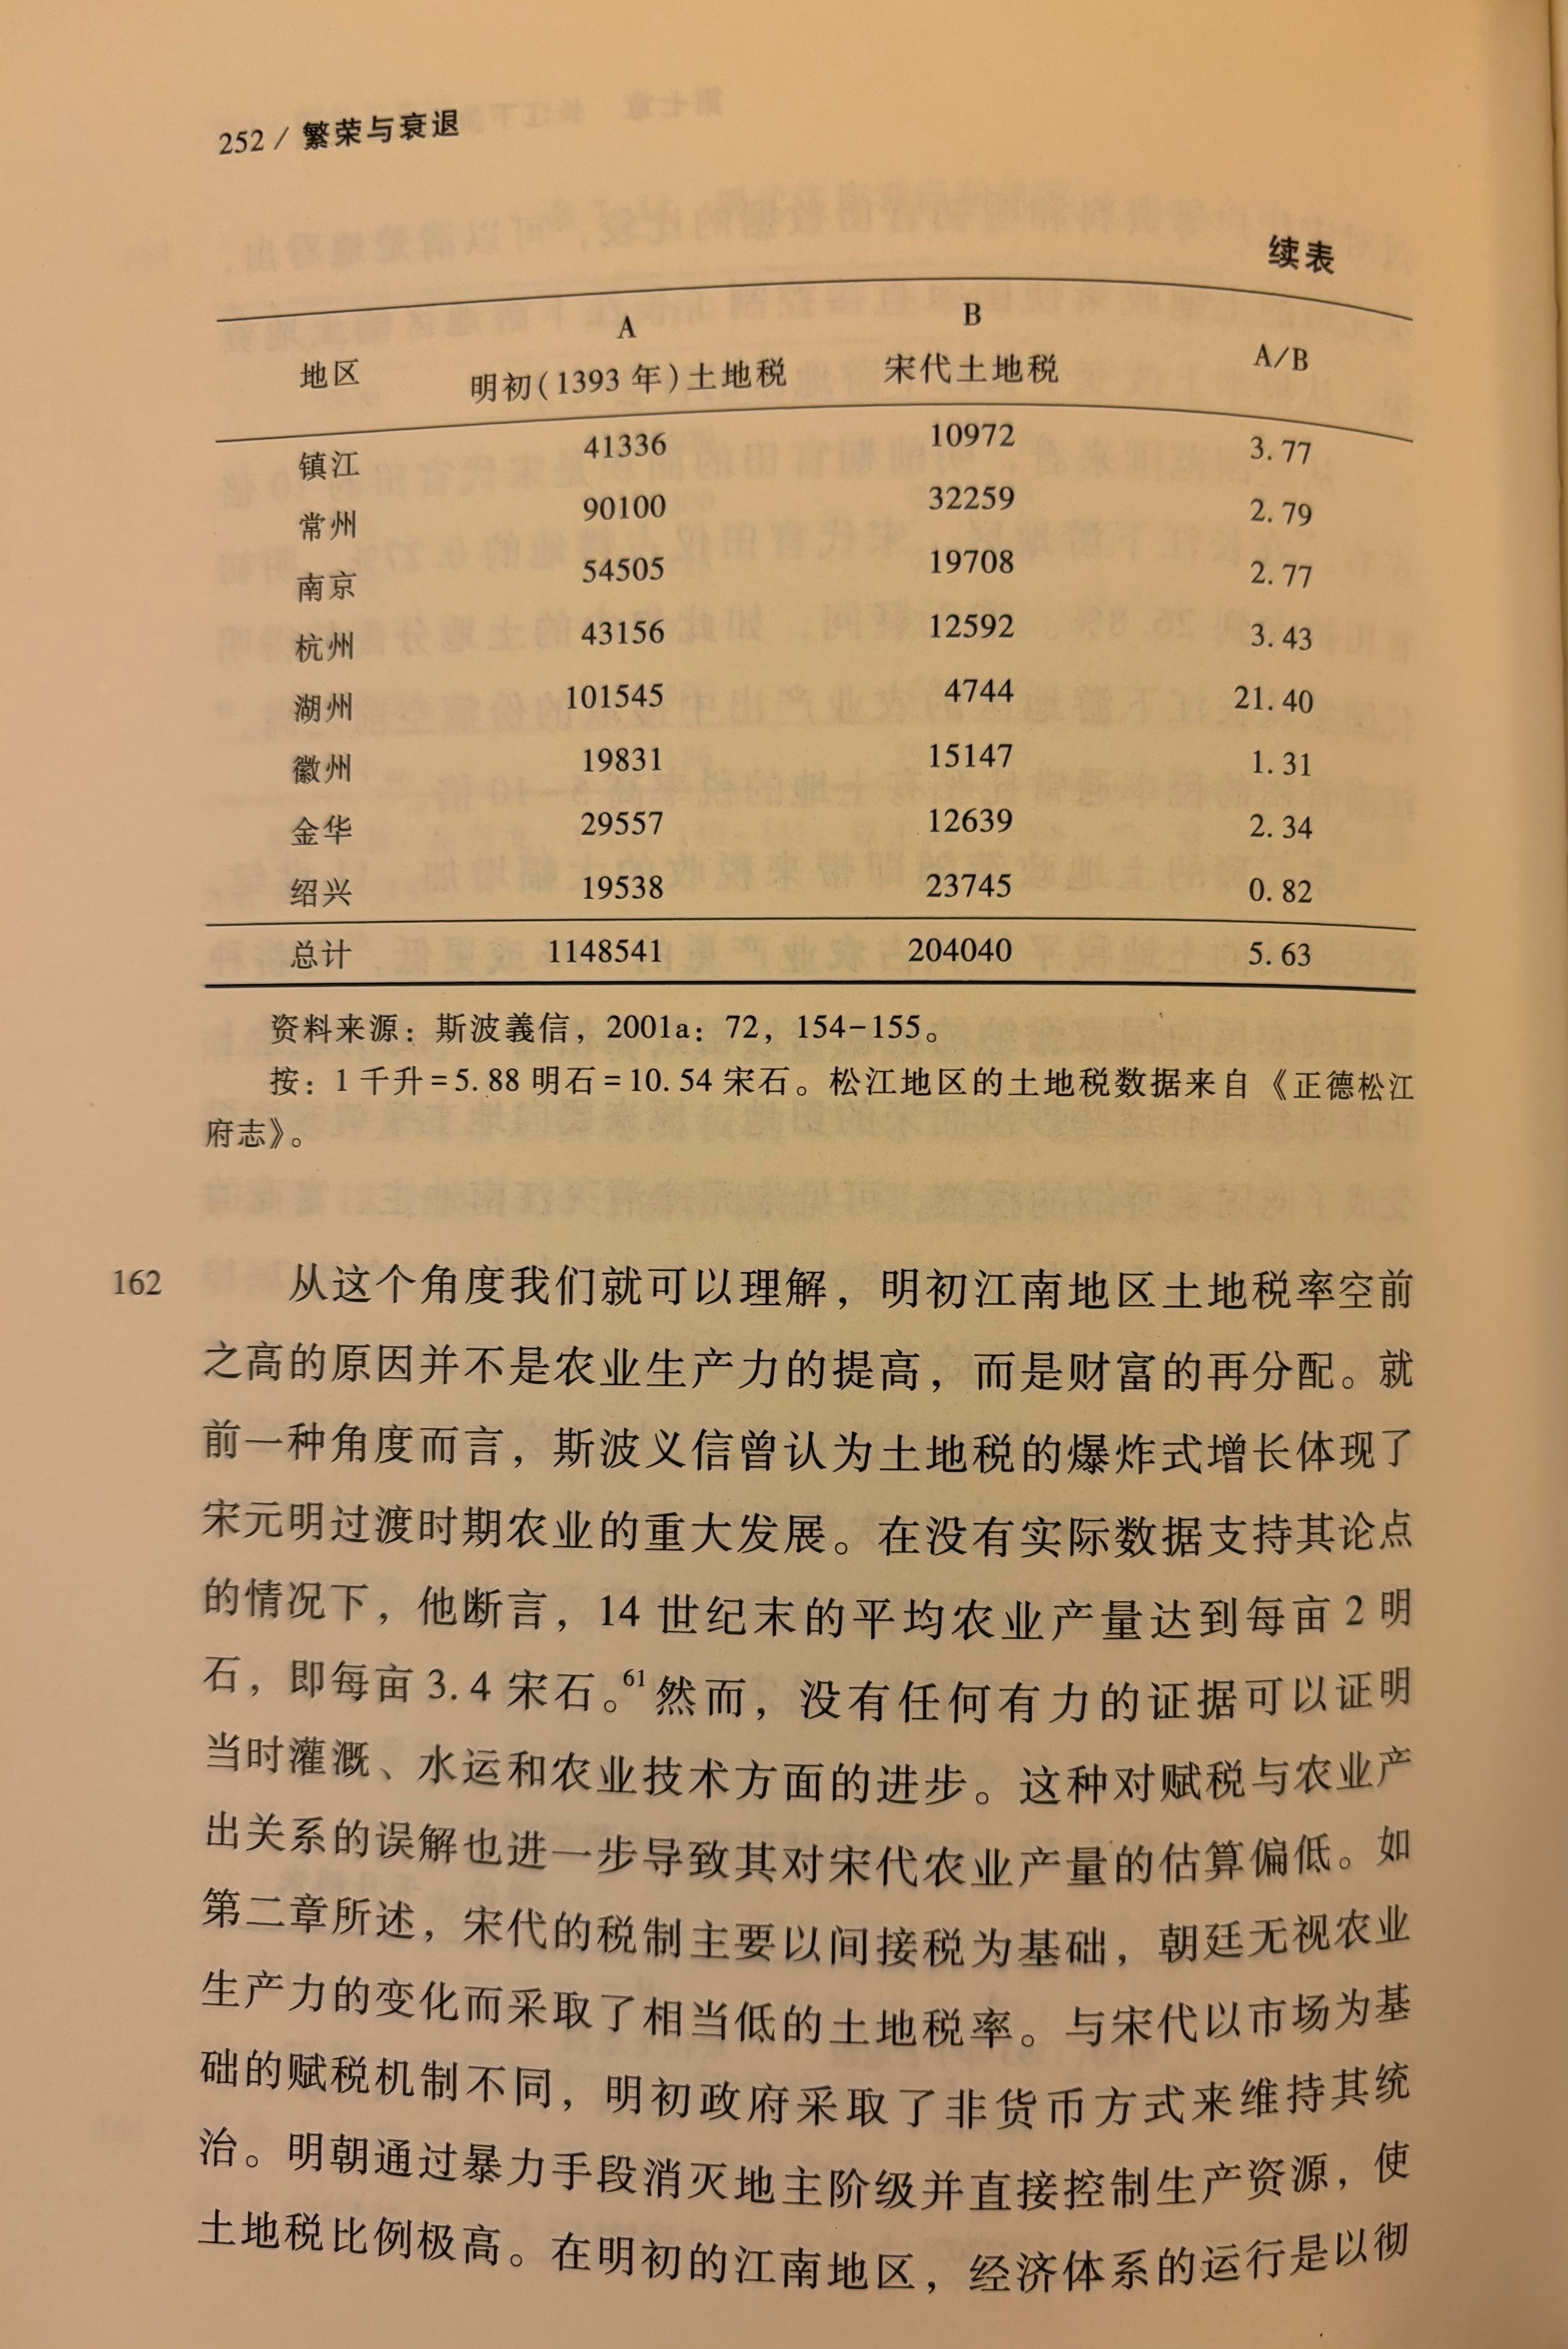 252 / 繁荣与衰退
续表
地区 A 明初(1393 年)土地税 B 宋代土地税 A/B
镇江 41336 10972 3.77
常州 90100 32259 2.79
南京 54505 19708 2.77
杭州 43156 12592 3.43
湖州 101545 4744 21.40
徽州 19831 15147 1.31
金华 29557 12639 2.34
绍兴 19538 23745 0.82
总计 1148541 204040 5.63
资料来源：斯波義信，2001a：72，154-155。
按：1 千升=5.88 明石=10.54 宋石。松江地区的土地税数据来自《正德松江
府志》。
162 从这个角度我们就可以理解，明初江南地区土地税率空前
之高的原因并不是农业生产力的提高，而是财富的再分配。就
前一种角度而言，斯波义信曾认为土地税的爆炸式增长体现了
宋元明过渡时期农业的重大发展。在没有实际数据支持其论点
的情况下，他断言，14 世纪末的平均农业产量达到每亩 2 明
石，即每亩 3.4 宋石。61然而，没有任何有力的证据可以证明
当时灌溉、水运和农业技术方面的进步。这种对赋税与农业产
出关系的误解也进一步导致其对宋代农业产量的估算偏低。如
第二章所述，宋代的税制主要以间接税为基础，朝廷无视农业
生产力的变化而采取了相当低的土地税率。与宋代以市场为基
础的赋税机制不同，明初政府采取了非货币方式来维持其统
治。明朝通过暴力手段消灭地主阶级并直接控制生产资源，使
土地税比例极高。在明初的江南地区，经济体系的运行是以彻